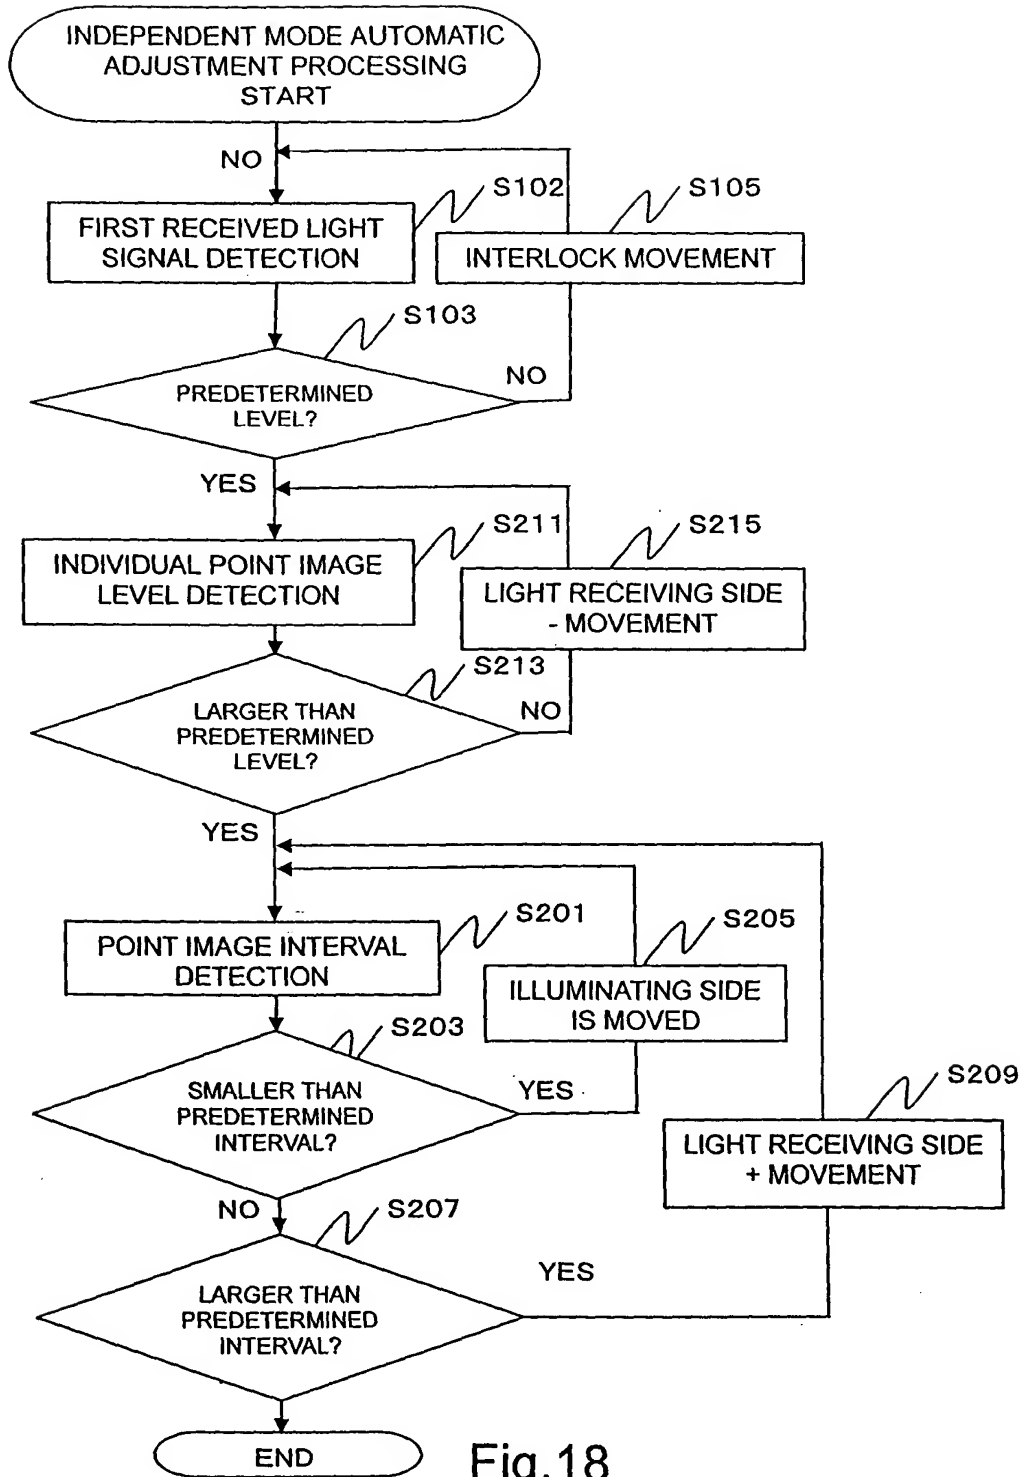 INDEPENDENT MODE AUTOMATIC
ADJUSTMENT PROCESSING
START
NO
S102
S105
FIRST RECEIVED LIGHT
SIGNAL DETECTION
INTERLOCK MOVEMENT
S103
NO
PREDETERMINED
LEVEL?
YES
S211
S215
INDIVIDUAL POINT IMAGE
LEVEL DETECTION
LIGHT RECEIVING SIDE
- MOVEMENT
S213
NO
LARGER THAN
PREDETERMINED
LEVEL?
YES
S201
S205
POINT IMAGE INTERVAL
DETECTION
ILLUMINATING SIDE
IS MOVED
S203
S209
SMALLER THAN
PREDETERMINED
INTERVAL?
YES
LIGHT RECEIVING SIDE
+ MOVEMENT
NO
S207
YES
LARGER THAN
PREDETERMINED
INTERVAL?
END
Fig.18